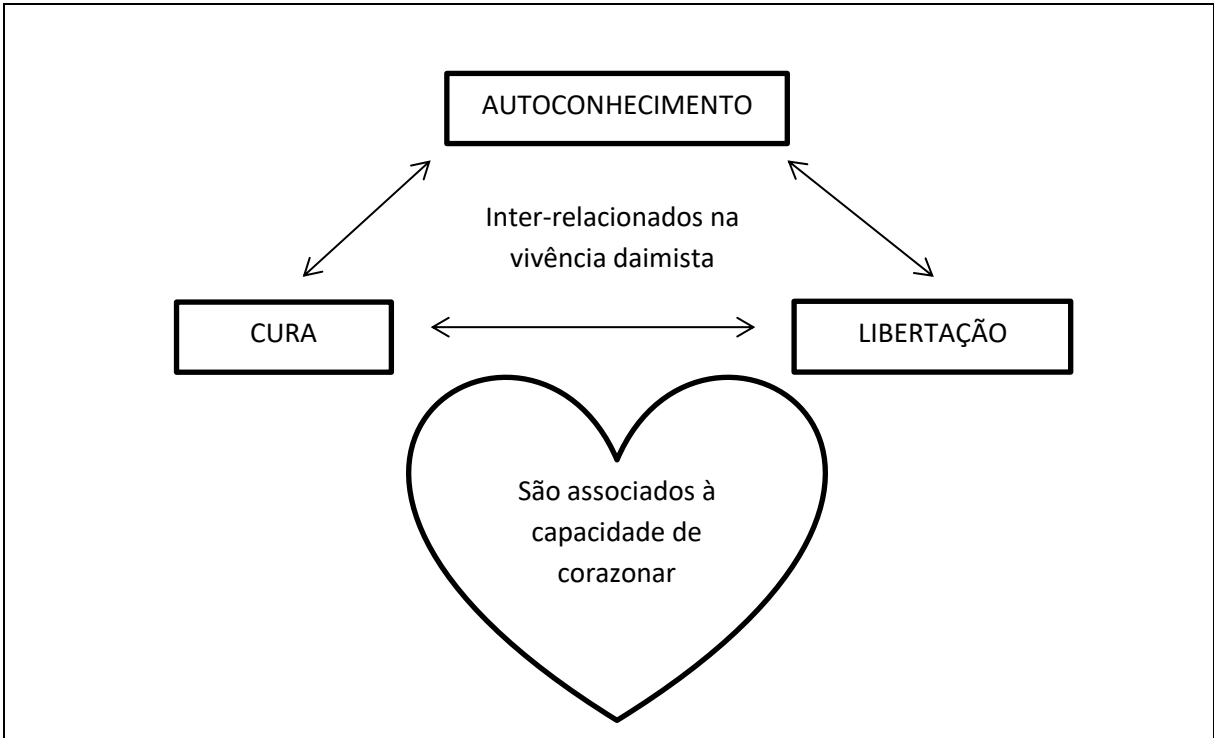 AUTOCONHECIMENTO
Inter-relacionados na
vivência daimista
CURA
LIBERTAÇÃO
São associados à
capacidade de
corazonar